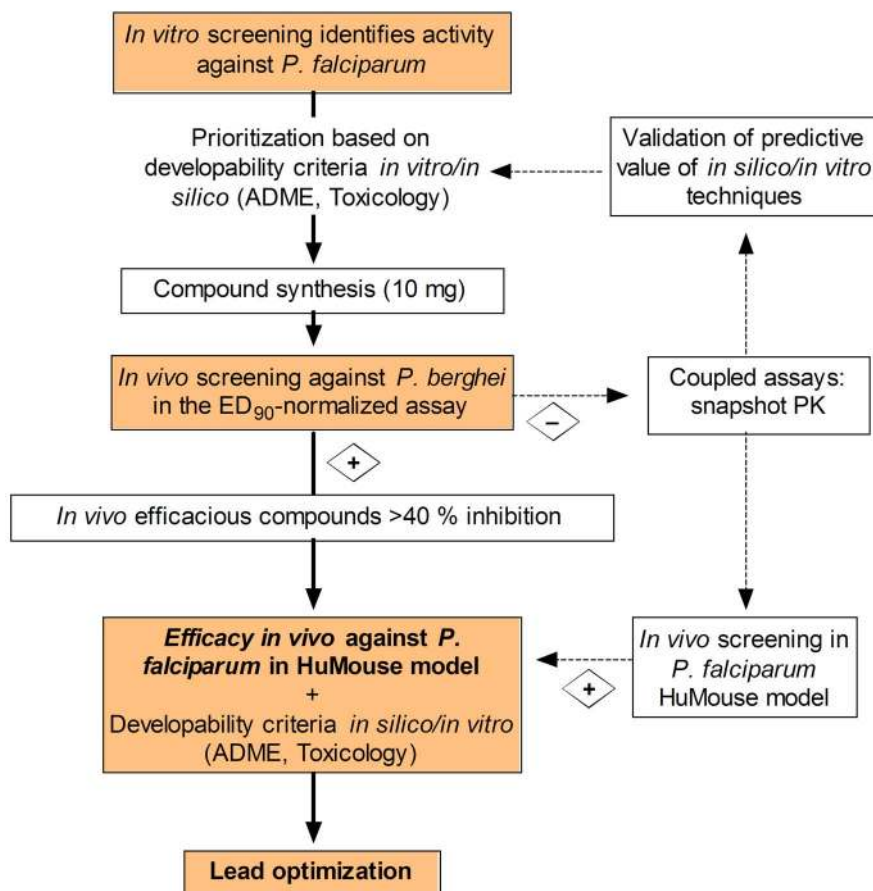 In vitro screening identifies activity
against P. falciparum
Prioritization based on
developability criteria in vitro/in
silico (ADME, Toxicology)
Validation of predictive
value of in silico/in vitro
techniques
Compound synthesis (10 mg)
In vivo screening against P. berghei
in the ED90-normalized assay
–
Coupled assays:
snapshot PK
+
In vivo efficacious compounds >40 % inhibition
Efficacy in vivo against P.
falciparum in HuMouse model
+
Developability criteria in silico/in vitro
(ADME, Toxicology)
+
In vivo screening in
P. falciparum
HuMouse model
Lead optimization